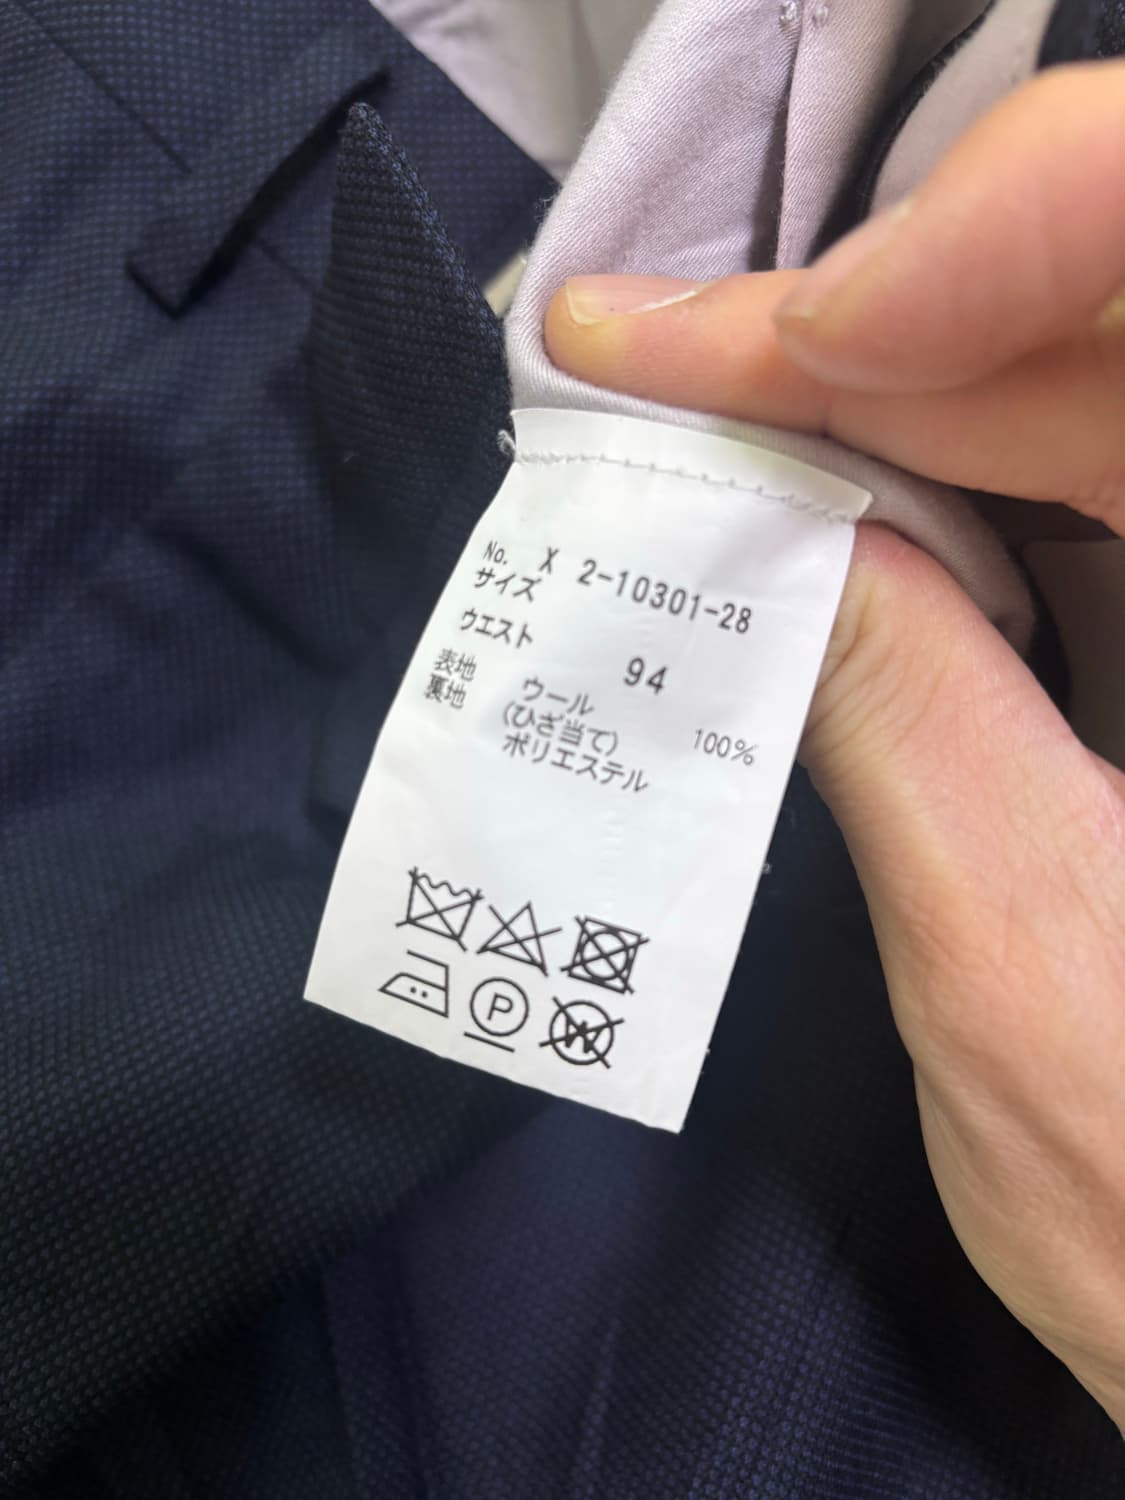 No. X 2-10301-28
サイズ
ウエスト 94
表地 ウール 100%
裏地 (ひざ当て)
ポリエステル
P
W